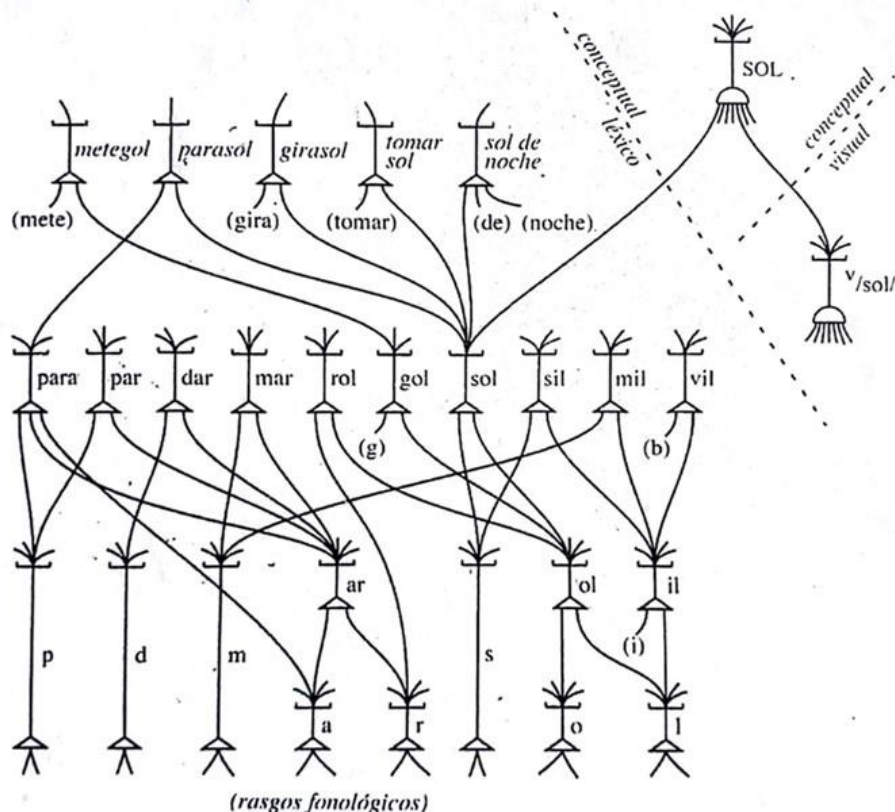 SOL
conceptual
léxico
conceptual
visual
metegol parasol girasol tomar sol sol de noche
(mete) (gira) (tomar) (de) (noche)
v/sol/
para par dar mar rol gol sol sil mil vil
(g) (b)
ar ol il
(i)
p d m s
a r o l
(rasgos fonológicos)